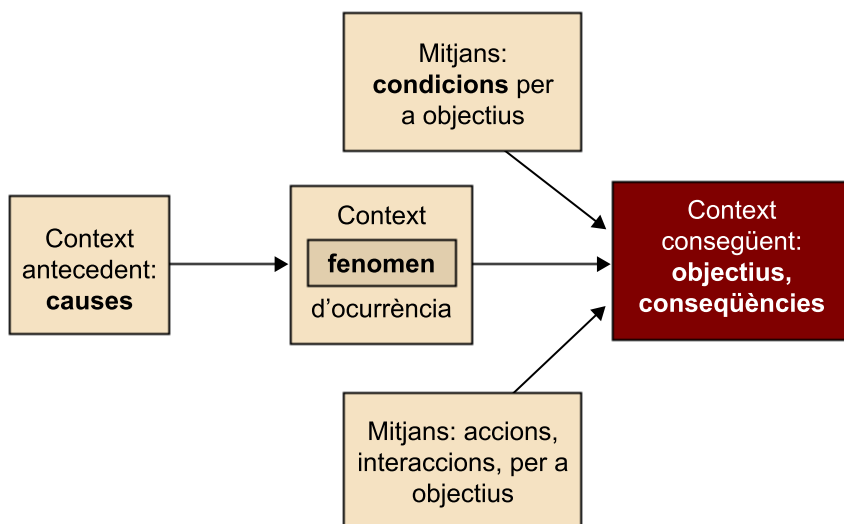 Mitjans:
condicions per
a objectius
Context
antecedent:
causes
Context
fenomen
d’ocurrència
Context
consegüent:
objectius,
conseqüències
Mitjans: accions,
interaccions, per a
objectius